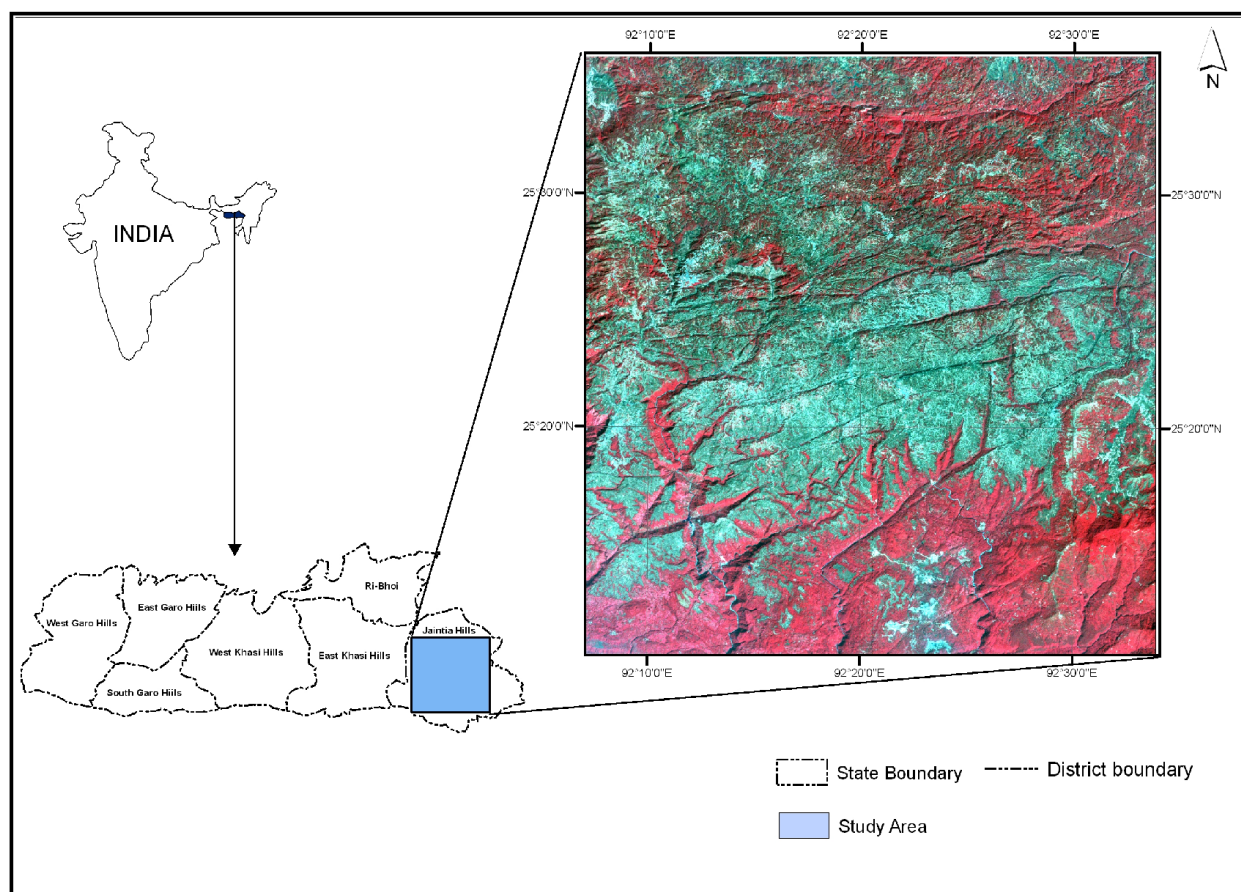 92°10'0"E 92°20'0"E 92°30'0"E
N
25°30'0"N 25°30'0"N
INDIA
25°20'0"N 25°20'0"N
Ri-Bhoi
East Garo Hills
West Garo Hills
Jaintia Hills
West Khasi Hills
East Khasi Hills
South Garo Hiils
92°10'0"E 92°20'0"E 92°30'0"E
State Boundary District boundary
Study Area